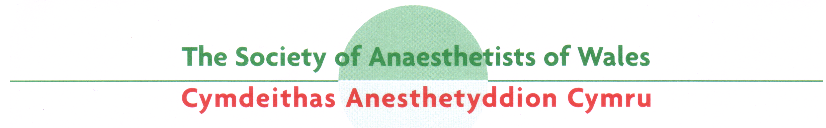 The Society of Anaesthetists of Wales
Cymdeithas Anesthetyddion Cymru